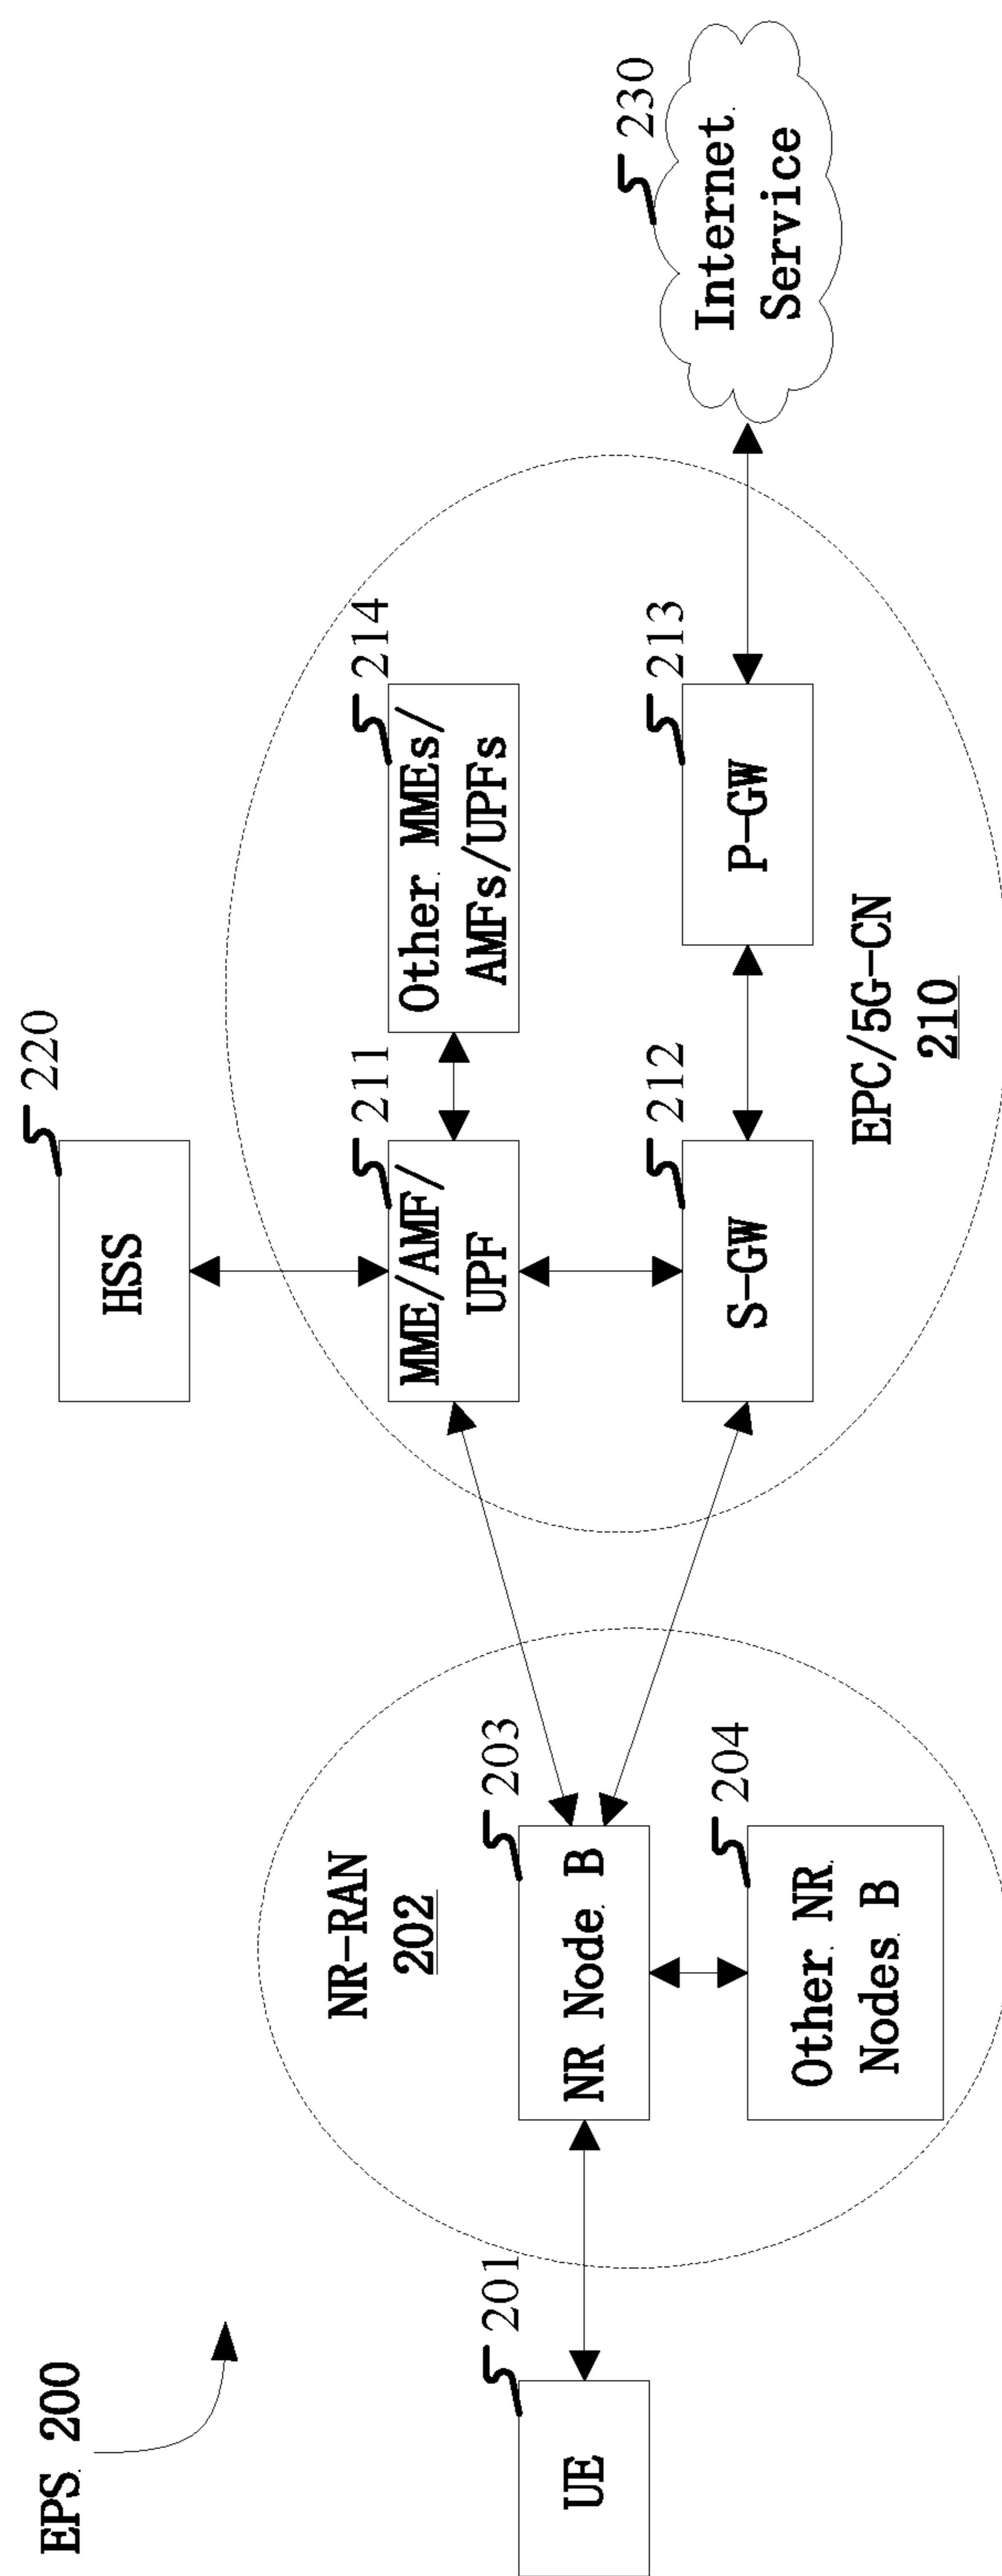 EPS 200
UE
201
NR-RAN
202
NR Node B
203
Other NR
Nodes B
204
HSS
220
MME/AMF/
UPF
211
Other MMEs/
AMFs/UPFs
214
S-GW
212
P-GW
213
EPC/5G-CN
210
Internet
Service
230